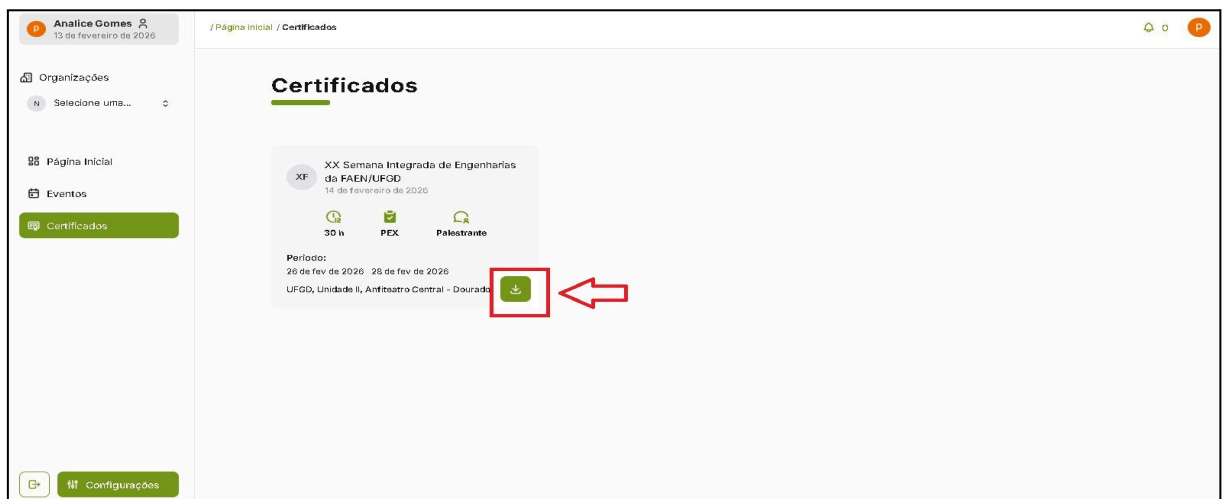 P
Analice Gomes
13 de fevereiro de 2026
/ Página inicial / Certificados
0
P
Organizações
N Selecione uma...
Página Inicial
Eventos
Certificados
Certificados
XF
XX Semana Integrada de Engenharias
da FAEN/UFGD
14 de fevereiro de 2026
30 h PEX Palestrante
Período:
26 de fev de 2026 28 de fev de 2026
UFGD, Unidade II, Anfiteatro Central - Dourado
Configurações